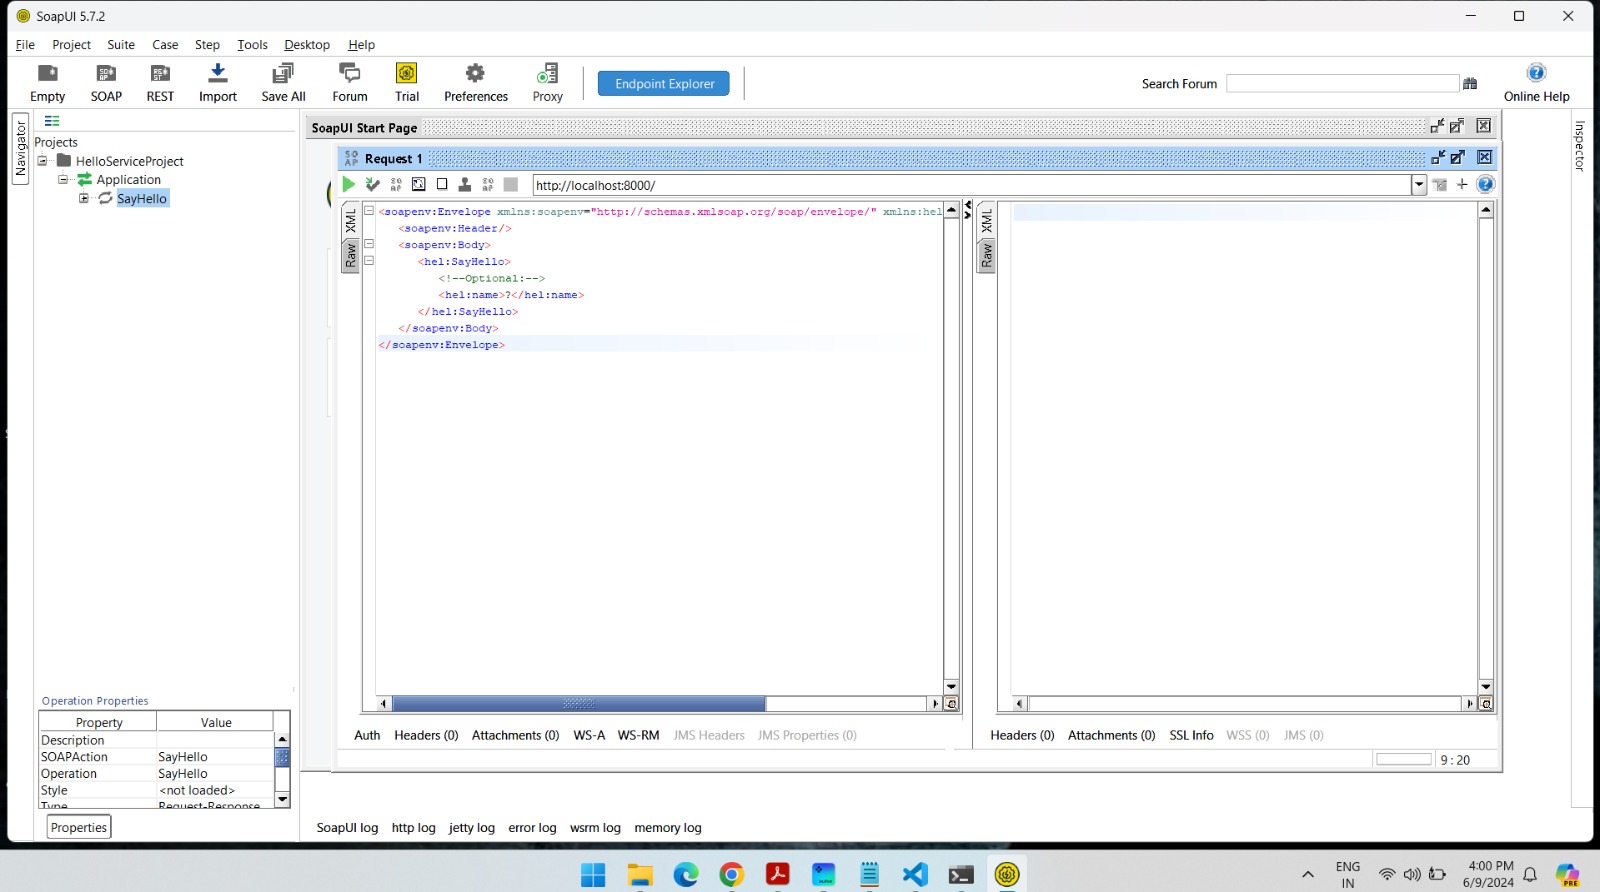 SoapUI 5.7.2
File Project Suite Case Step Tools Desktop Help
Empty SOAP REST Import Save All Forum Trial Preferences Proxy Endpoint Explorer Search Forum Online Help
Navigator
Projects
HelloServiceProject
Application
SayHello
SoapUI Start Page
Request 1
http://localhost:8000/
XML
Raw
<soapenv:Envelope xmlns:soapenv="http://schemas.xmlsoap.org/soap/envelope/" xmlns:hel
<soapenv:Header/>
<soapenv:Body>
<hel:SayHello>
<!--Optional:-->
<hel:name>?</hel:name>
</hel:SayHello>
</soapenv:Body>
</soapenv:Envelope>
XML
Raw
Inspector
Auth Headers (0) Attachments (0) WS-A WS-RM JMS Headers JMS Properties (0)
Headers (0) Attachments (0) SSL Info WSS (0) JMS (0)
9 : 20
Operation Properties
Property Value
Description
SOAPAction SayHello
Operation SayHello
Style <not loaded>
Type Request-Response
Properties
SoapUI log http log jetty log error log wsrm log memory log
ENG
IN
4:00 PM
6/9/2024
PRE